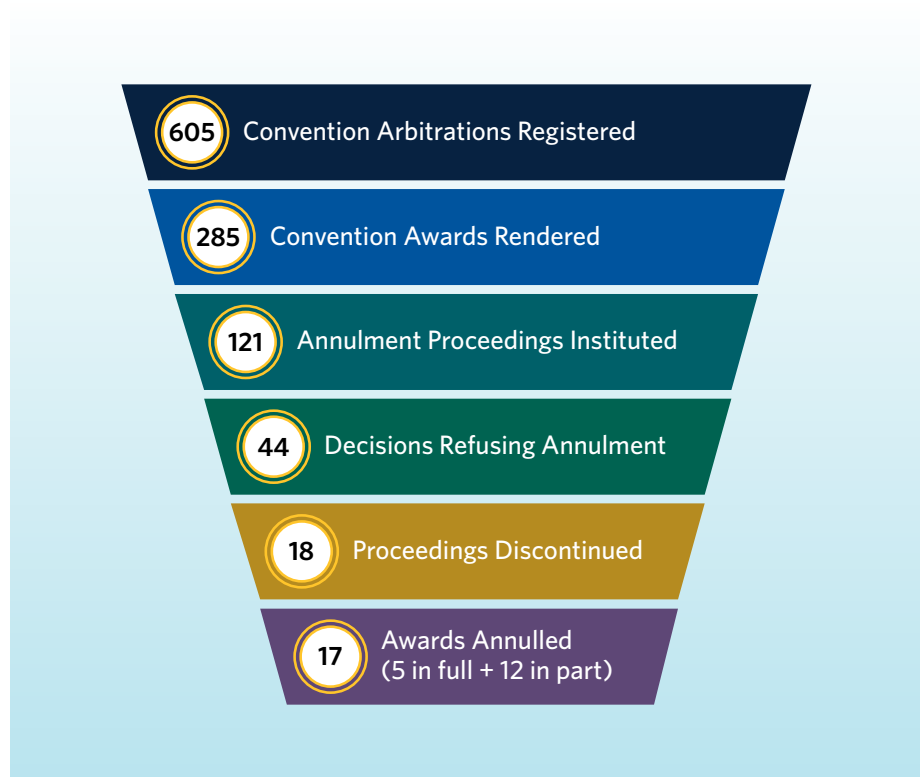 605 Convention Arbitrations Registered
285 Convention Awards Rendered
121 Annulment Proceedings Instituted
44 Decisions Refusing Annulment
18 Proceedings Discontinued
17 Awards Annulled
(5 in full + 12 in part)